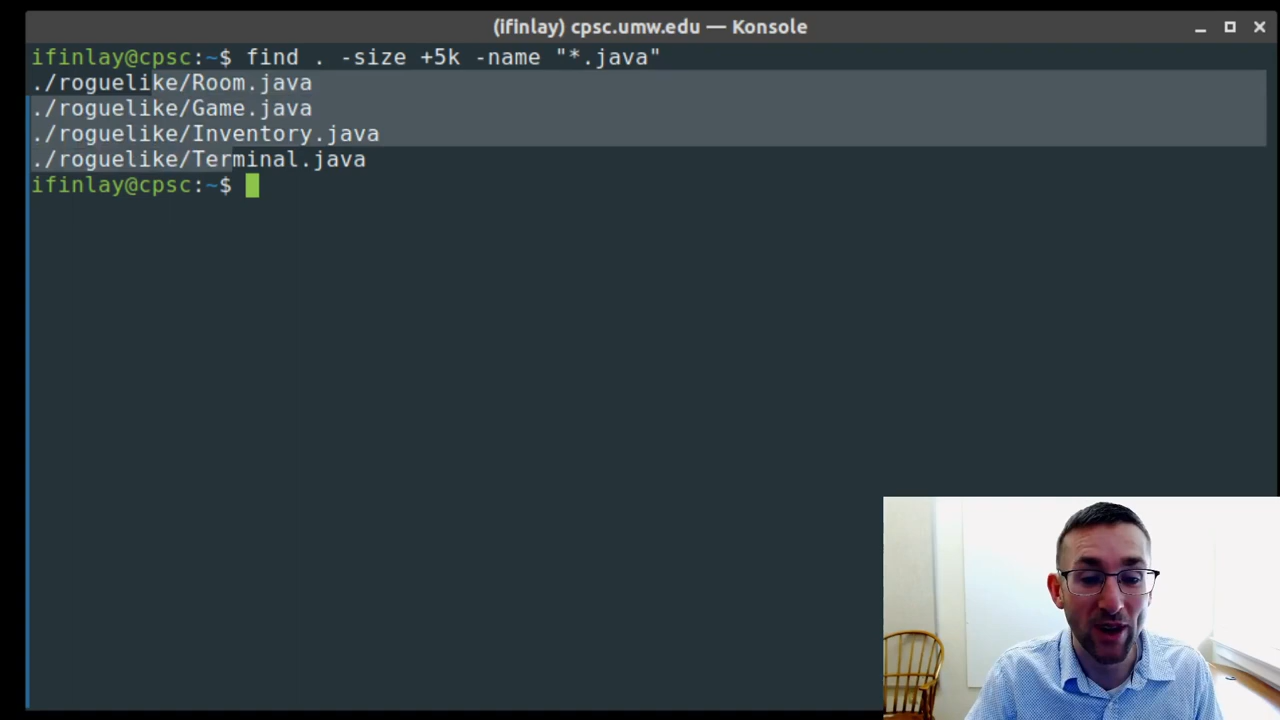 (ifinlay) cpsc.umw.edu — Konsole
ifinlay@cpsc:~$ find . -size +5k -name "*.java"
./roguelike/Room.java
./roguelike/Game.java
./roguelike/Inventory.java
./roguelike/Terminal.java
ifinlay@cpsc:~$